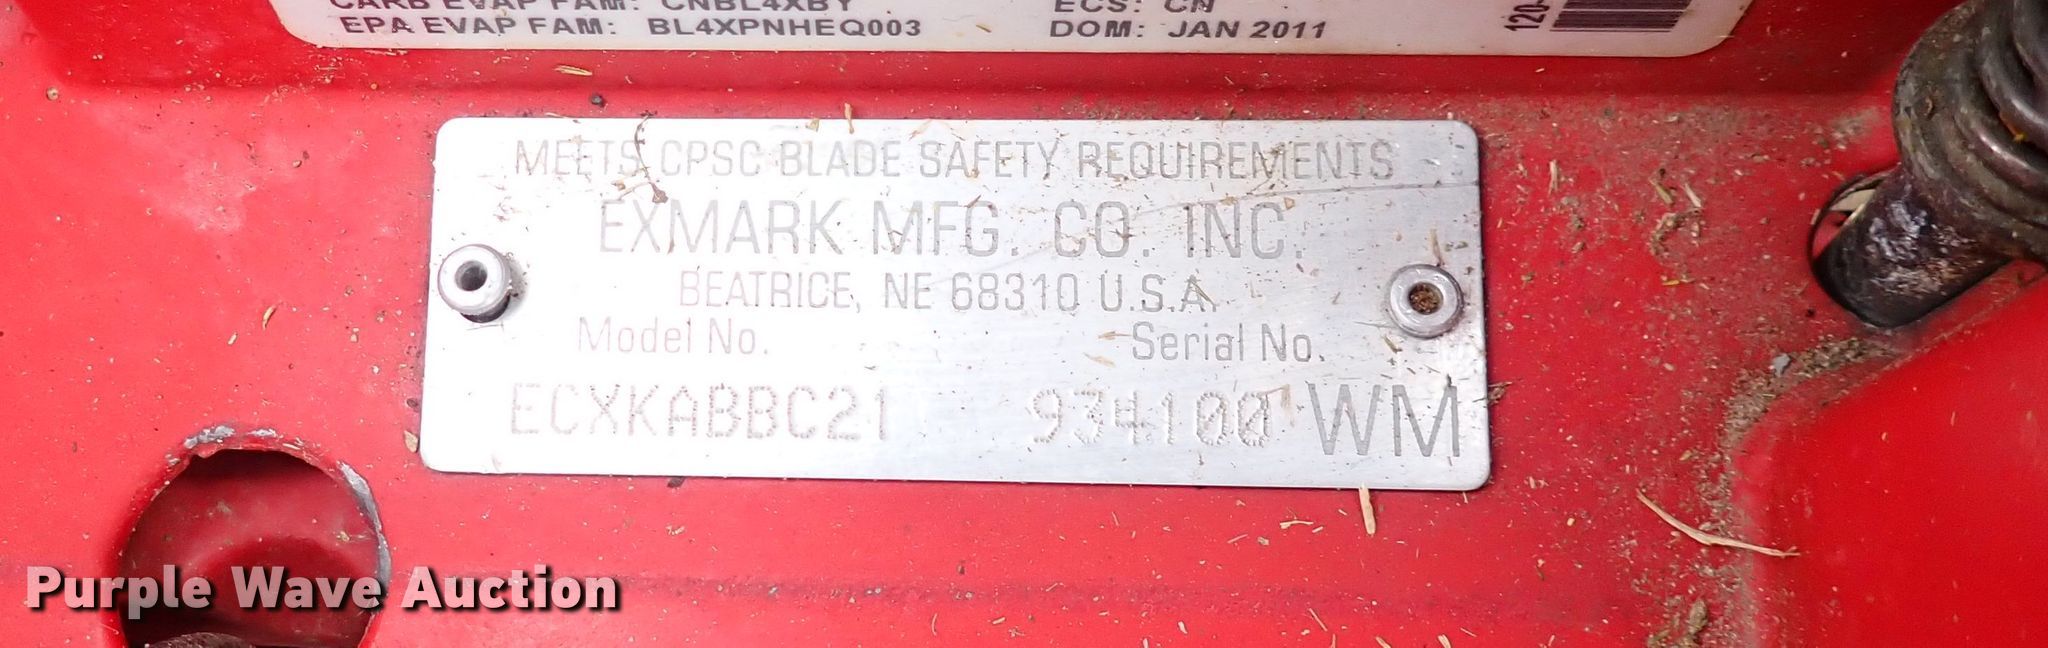 CARB EVAP FAM: CNBL4XBY ECS: CN
EPA EVAP FAM: BL4XPNHEQ003 DOM: JAN 2011
120-
MEETS CPSC BLADE SAFETY REQUIREMENTS
EXMARK MFG. CO. INC.
BEATRICE, NE 68310 U.S.A.
Model No. Serial No.
ECXKABBC21 934100 WM
Purple Wave Auction